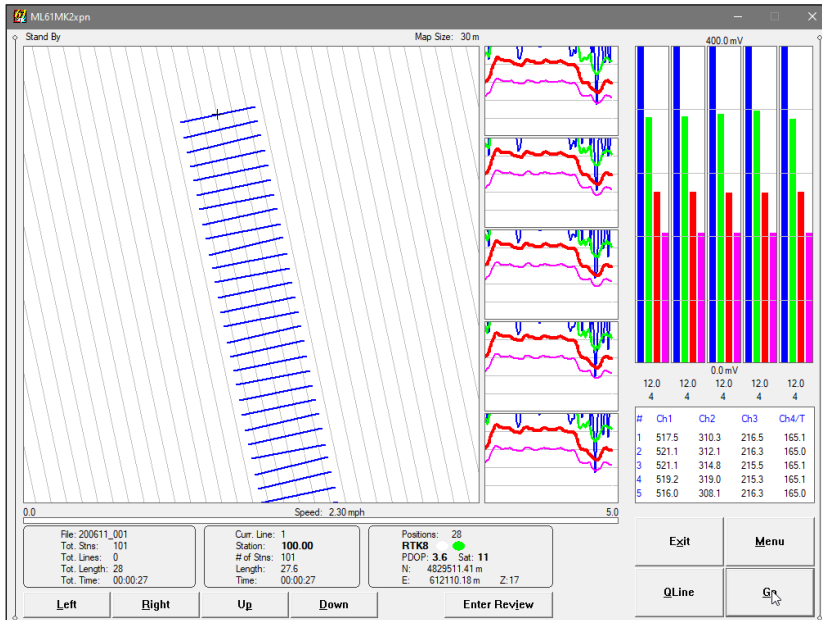 ML61MK2xpn
Stand By Map Size: 30 m
400.0 mV
0.0 mV
12.0 12.0 12.0 12.0 12.0
4 4 4 4 4
# Ch1 Ch2 Ch3 Ch4/T
1 517.5 310.3 216.5 165.1
2 521.1 312.1 216.3 165.0
3 521.1 314.8 215.5 165.1
4 519.2 319.0 215.3 165.1
5 516.0 308.1 216.3 165.0
0.0 Speed: 2.30 mph 5.0
File: 200611_001
Tot. Stns: 101
Tot. Lines: 0
Tot. Length: 28
Tot. Time: 00:00:27
Curr. Line: 1
Station: 100.00
# of Stns: 101
Length: 27.6
Time: 00:00:27
Positions: 28
RTK8
PDOP: 3.6 Sat: 11
N: 4829511.41 m
E: 612110.18 m Z:17
Exit Menu
QLine Go
Left Right Up Down Enter Review